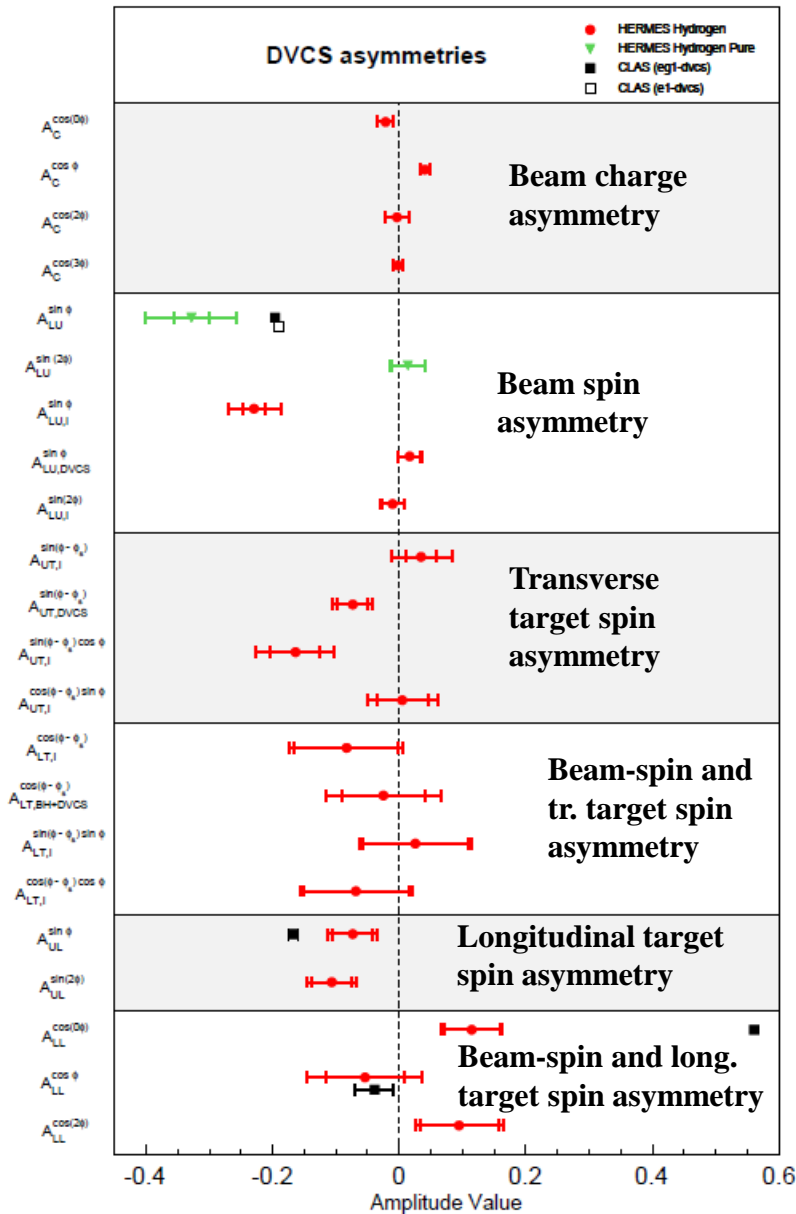 DVCS asymmetries
HERMES Hydrogen
HERMES Hydrogen Pure
CLAS (eg1-dvcs)
CLAS (e1-dvcs)
A_C^cos(0ϕ)
A_C^cos ϕ
A_C^cos(2ϕ)
A_C^cos(3ϕ)
Beam charge
asymmetry
A_LU^sin ϕ
A_LU^sin (2ϕ)
A_LU,I^sin ϕ
A_LU,DVCS^sin ϕ
A_LU,I^sin(2ϕ)
Beam spin
asymmetry
A_UT,I^sin(ϕ- ϕ_s)
A_UT,DVCS^sin(ϕ- ϕ_s)
A_UT,I^sin(ϕ- ϕ_s) cos ϕ
A_UT,I^cos(ϕ- ϕ_s) sin ϕ
Transverse
target spin
asymmetry
A_LT,I^cos(ϕ- ϕ_s)
A_LT,BH+DVCS^cos(ϕ- ϕ_s)
A_LT,I^sin(ϕ- ϕ_s) sin ϕ
A_LT,I^cos(ϕ- ϕ_s) cos ϕ
Beam-spin and
tr. target spin
asymmetry
A_UL^sin ϕ
A_UL^sin(2ϕ)
Longitudinal target
spin asymmetry
A_LL^cos(0ϕ)
A_LL^cos ϕ
A_LL^cos(2ϕ)
Beam-spin and long.
target spin asymmetry
-0.4 -0.2 0 0.2 0.4 0.6
Amplitude Value